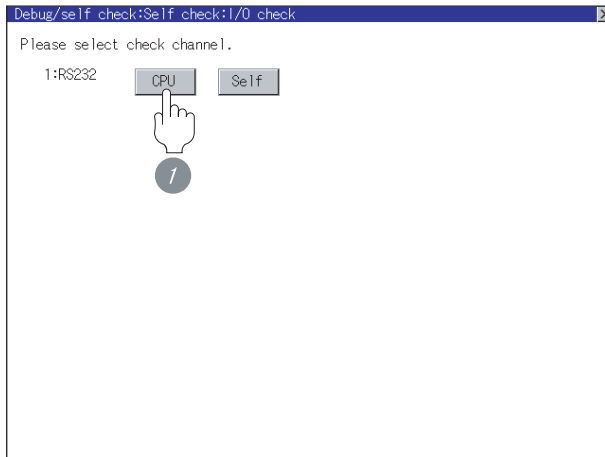 Debug/self check:Self check:I/O check
Please select check channel.
1:RS232 CPU Self
1